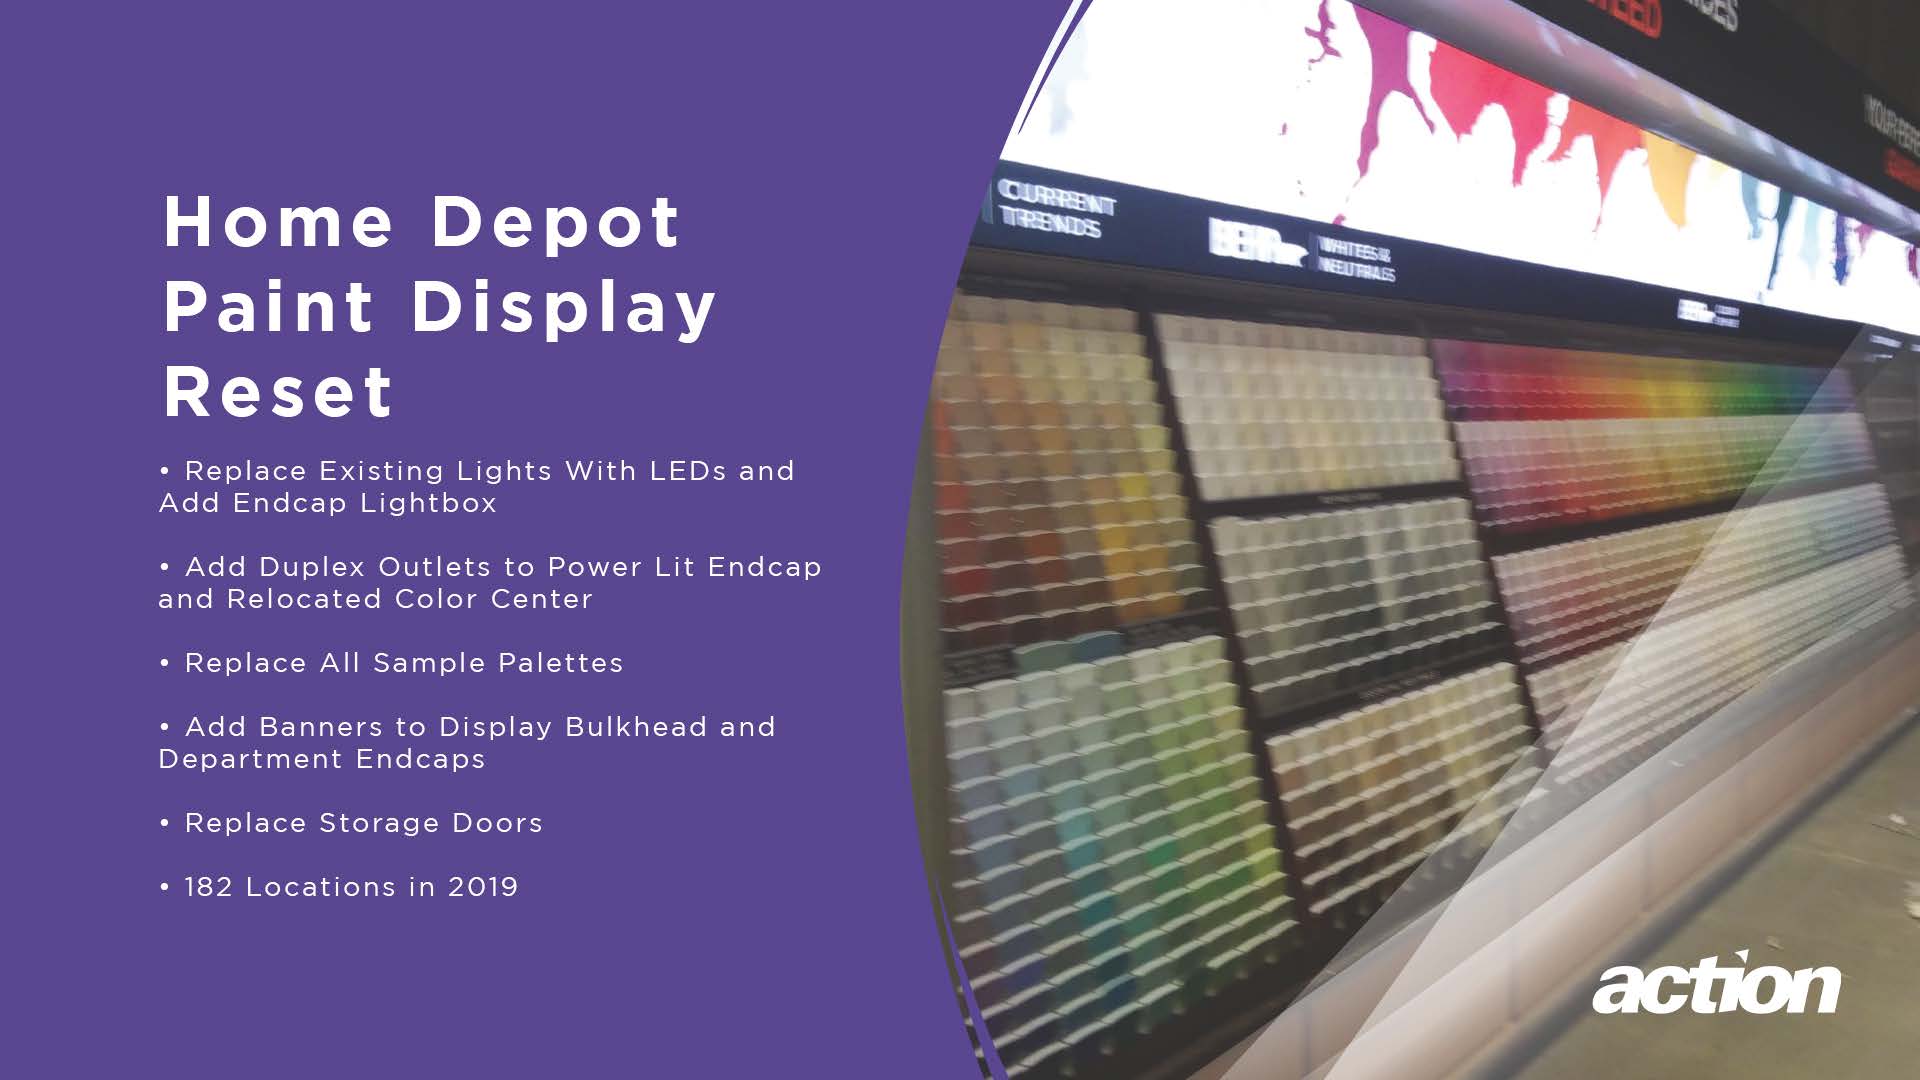 Home Depot
Paint Display
Reset
• Replace Existing Lights With LEDs and
Add Endcap Lightbox
• Add Duplex Outlets to Power Lit Endcap
and Relocated Color Center
• Replace All Sample Palettes
• Add Banners to Display Bulkhead and
Department Endcaps
• Replace Storage Doors
• 182 Locations in 2019
CURRENT
TRENDS
BEHR
WHITES &
NEUTRALS
BEHR
action